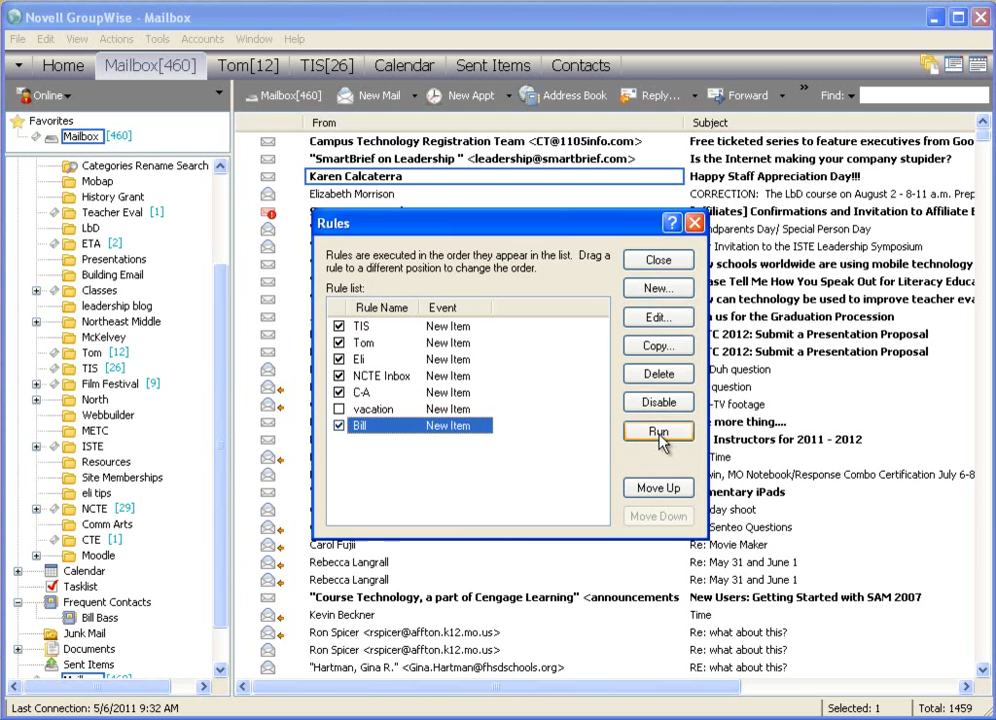 Novell GroupWise - Mailbox
File Edit View Actions Tools Accounts Window Help
Home Mailbox[460] Tom[12] TIS[26] Calendar Sent Items Contacts
Online Mailbox[460] New Mail New Appt Address Book Reply... Forward » Find:
Favorites
Mailbox [460]
Categories Rename Search
Mobap
History Grant
Teacher Eval [1]
LbD
ETA [2]
Presentations
Building Email
Classes
leadership blog
Northeast Middle
McKelvey
Tom [12]
TIS [26]
Film Festival [9]
North
Webbuilder
METC
ISTE
Resources
Site Memberships
eli tips
NCTE [29]
Comm Arts
CTE [1]
Moodle
Calendar
Tasklist
Frequent Contacts
Bill Bass
Junk Mail
Documents
Sent Items
From Subject
Campus Technology Registration Team <CT@1105info.com> Free ticketed series to feature executives from Goo
"SmartBrief on Leadership " <leadership@smartbrief.com> Is the Internet making your company stupider?
Karen Calcaterra Happy Staff Appreciation Day!!!
Elizabeth Morrison CORRECTION: The LbD course on August 2 - 8-11 a.m. Prep
ffiliates] Confirmations and Invitation to Affiliate E
ndparents Day/ Special Person Day
Invitation to the ISTE Leadership Symposium
w schools worldwide are using mobile technology
ase Tell Me How You Speak Out for Literacy Educa
w can technology be used to improve teacher eva
n us for the Graduation Procession
TC 2012: Submit a Presentation Proposal
TC 2012: Submit a Presentation Proposal
Duh question
question
-TV footage
e more thing....
Instructors for 2011 - 2012
Time
vin, MO Notebook/Response Combo Certification July 6-8
mentary iPads
day shoot
Senteo Questions
Carol Fujii Re: Movie Maker
Rebecca Langrall Re: May 31 and June 1
Rebecca Langrall Re: May 31 and June 1
"Course Technology, a part of Cengage Learning" <announcements New Users: Getting Started with SAM 2007
Kevin Beckner Time
Ron Spicer <rspicer@affton.k12.mo.us> Re: what about this?
Ron Spicer <rspicer@affton.k12.mo.us> Re: what about this?
"Hartman, Gina R." <Gina.Hartman@fhsdschools.org> Re: what about this?
Rules
Rules are executed in the order they appear in the list. Drag a
rule to a different position to change the order.
Rule list:
Rule Name Event
TIS New Item
Tom New Item
Eli New Item
NCTE Inbox New Item
C-A New Item
vacation New Item
Bill New Item
Close
New...
Edit...
Copy...
Delete
Disable
Run
Move Up
Move Down
Last Connection: 5/6/2011 9:32 AM Selected: 1 Total: 1459